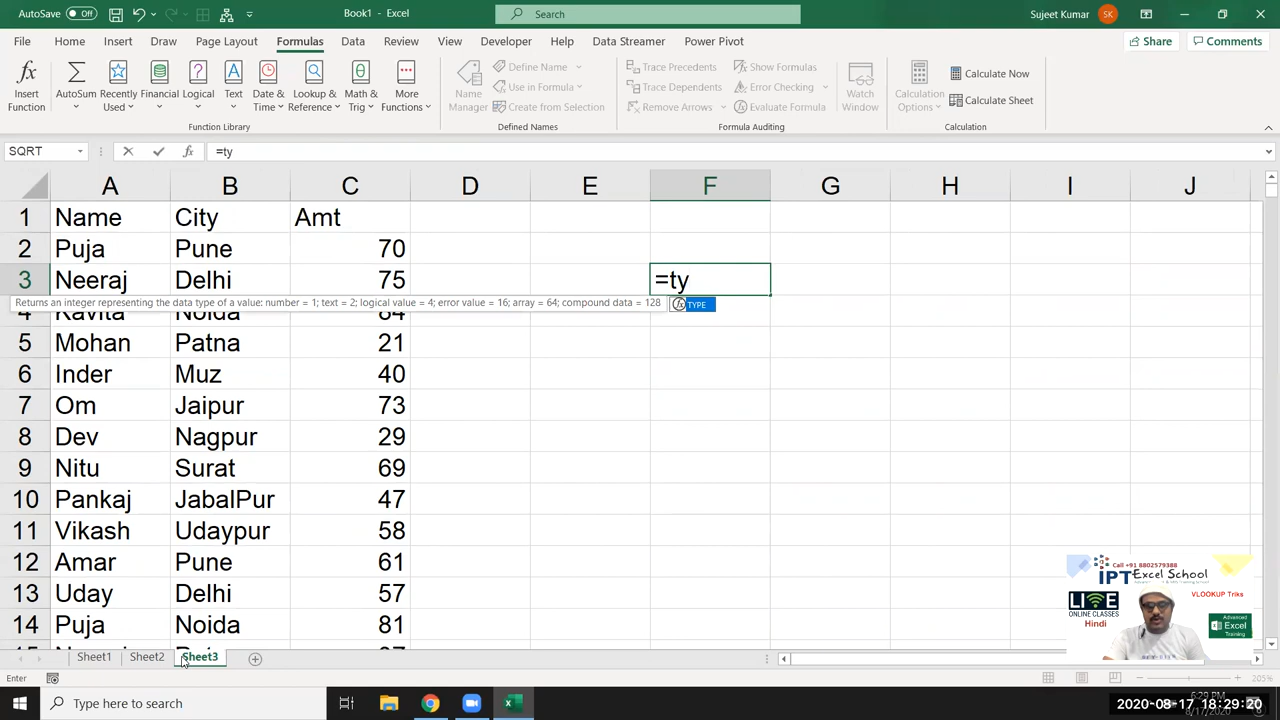 AutoSave Off Book1 - Excel Search Sujeet Kumar SK
File Home Insert Draw Page Layout Formulas Data Review View Developer Help Data Streamer Power Pivot Share Comments
Insert Function AutoSum Recently Used Financial Logical Text Date & Time Lookup & Reference Math & Trig More Functions
Function Library
Name Manager Define Name Use in Formula Create from Selection
Defined Names
Trace Precedents Trace Dependents Remove Arrows Show Formulas Error Checking Evaluate Formula Watch Window
Formula Auditing
Calculation Options Calculate Now Calculate Sheet
Calculation
SQRT fx =ty
A B C D E F G H I J
1 Name City Amt
2 Puja Pune 70
3 Neeraj Delhi 75 =ty
Returns an integer representing the data type of a value: number = 1; text = 2; logical value = 4; error value = 16; array = 64; compound data = 128 TYPE
4 Kavita Noida 84
5 Mohan Patna 21
6 Inder Muz 40
7 Om Jaipur 73
8 Dev Nagpur 29
9 Nitu Surat 69
10 Pankaj JabalPur 47
11 Vikash Udaypur 58
12 Amar Pune 61
13 Uday Delhi 57
14 Puja Noida 81
Call +91 8802579388
IPT Excel School
LIVE
ONLINE CLASSES
Hindi
VLOOKUP Triks
Advanced Excel Training
Sheet1 Sheet2 Sheet3
Enter 205%
Type here to search
6:29 PM
8/17/2020
2020-08-17 18:29:20